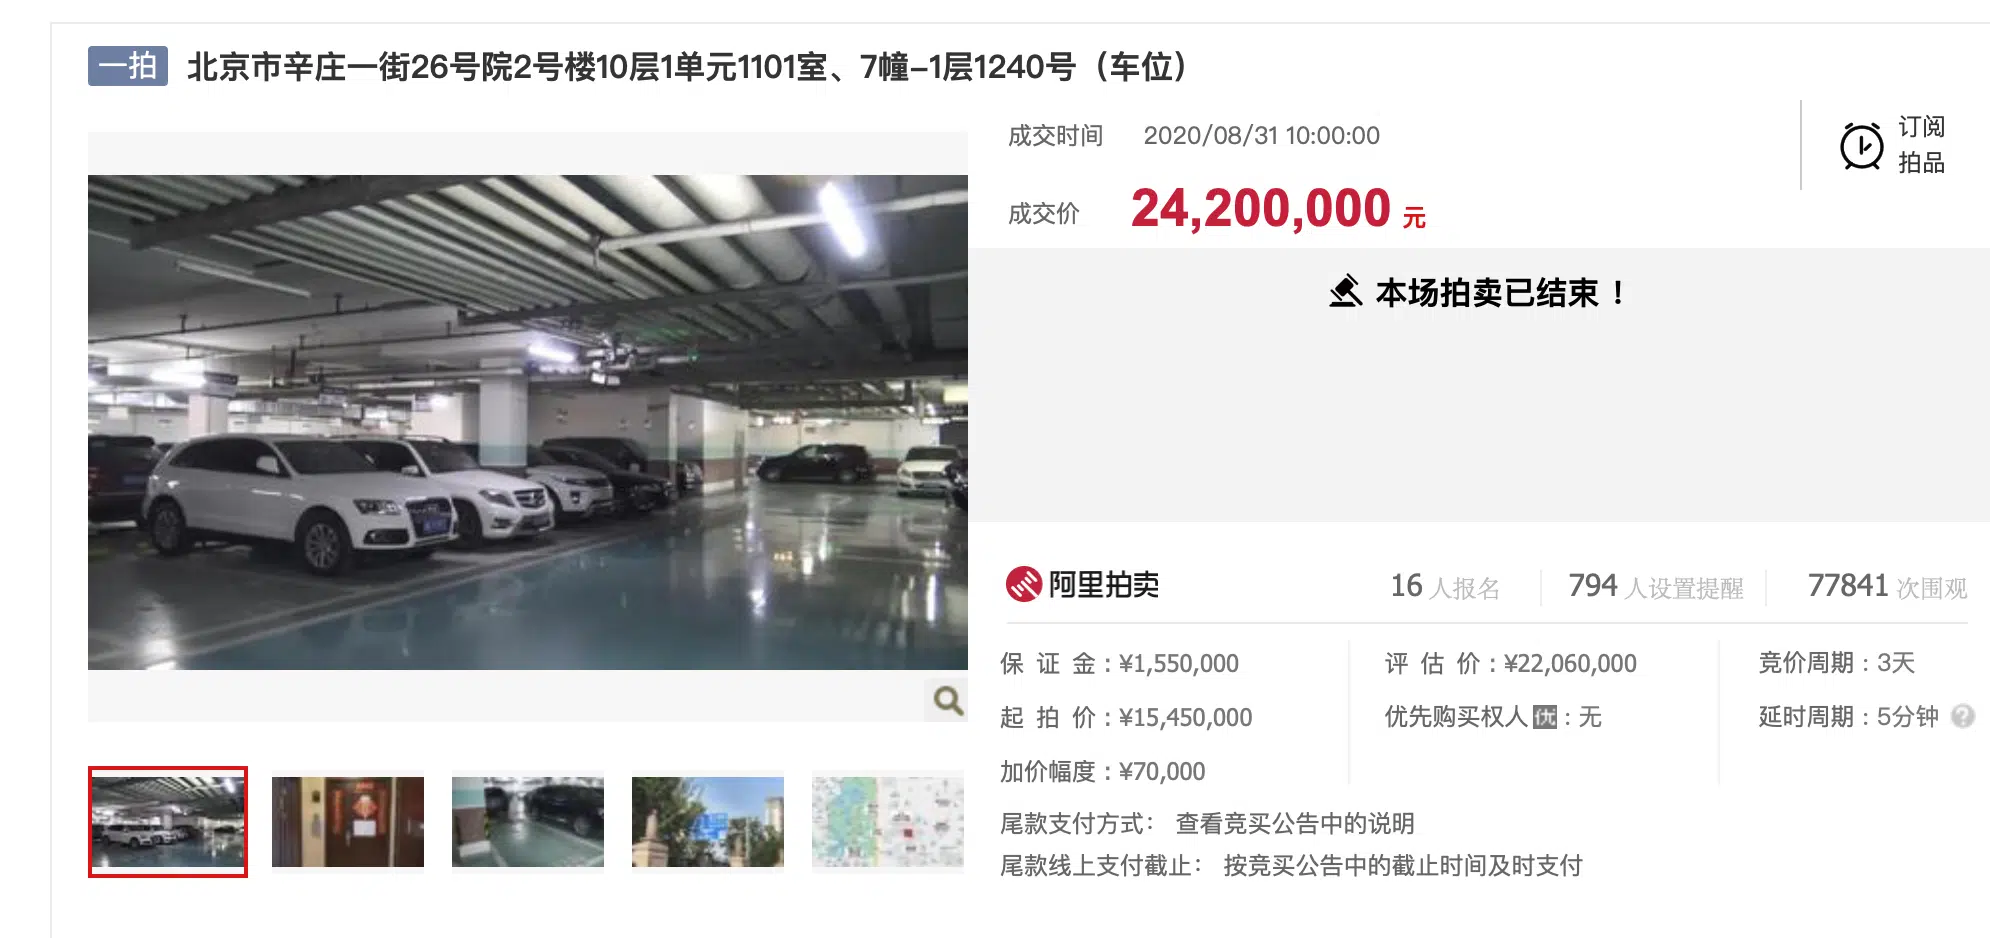 一拍 北京市辛庄一街26号院2号楼10层1单元1101室、7幢-1层1240号（车位）
成交时间 2020/08/31 10:00:00
订阅
拍品
成交价 24,200,000 元
本场拍卖已结束！
阿里拍卖 16 人报名 794 人设置提醒 77841 次围观
保 证 金 : ¥1,550,000 评 估 价 : ¥22,060,000 竞价周期 : 3天
起 拍 价 : ¥15,450,000 优先购买权人 优 : 无 延时周期 : 5分钟 ?
加价幅度 : ¥70,000
尾款支付方式： 查看竞买公告中的说明
尾款线上支付截止： 按竞买公告中的截止时间及时支付